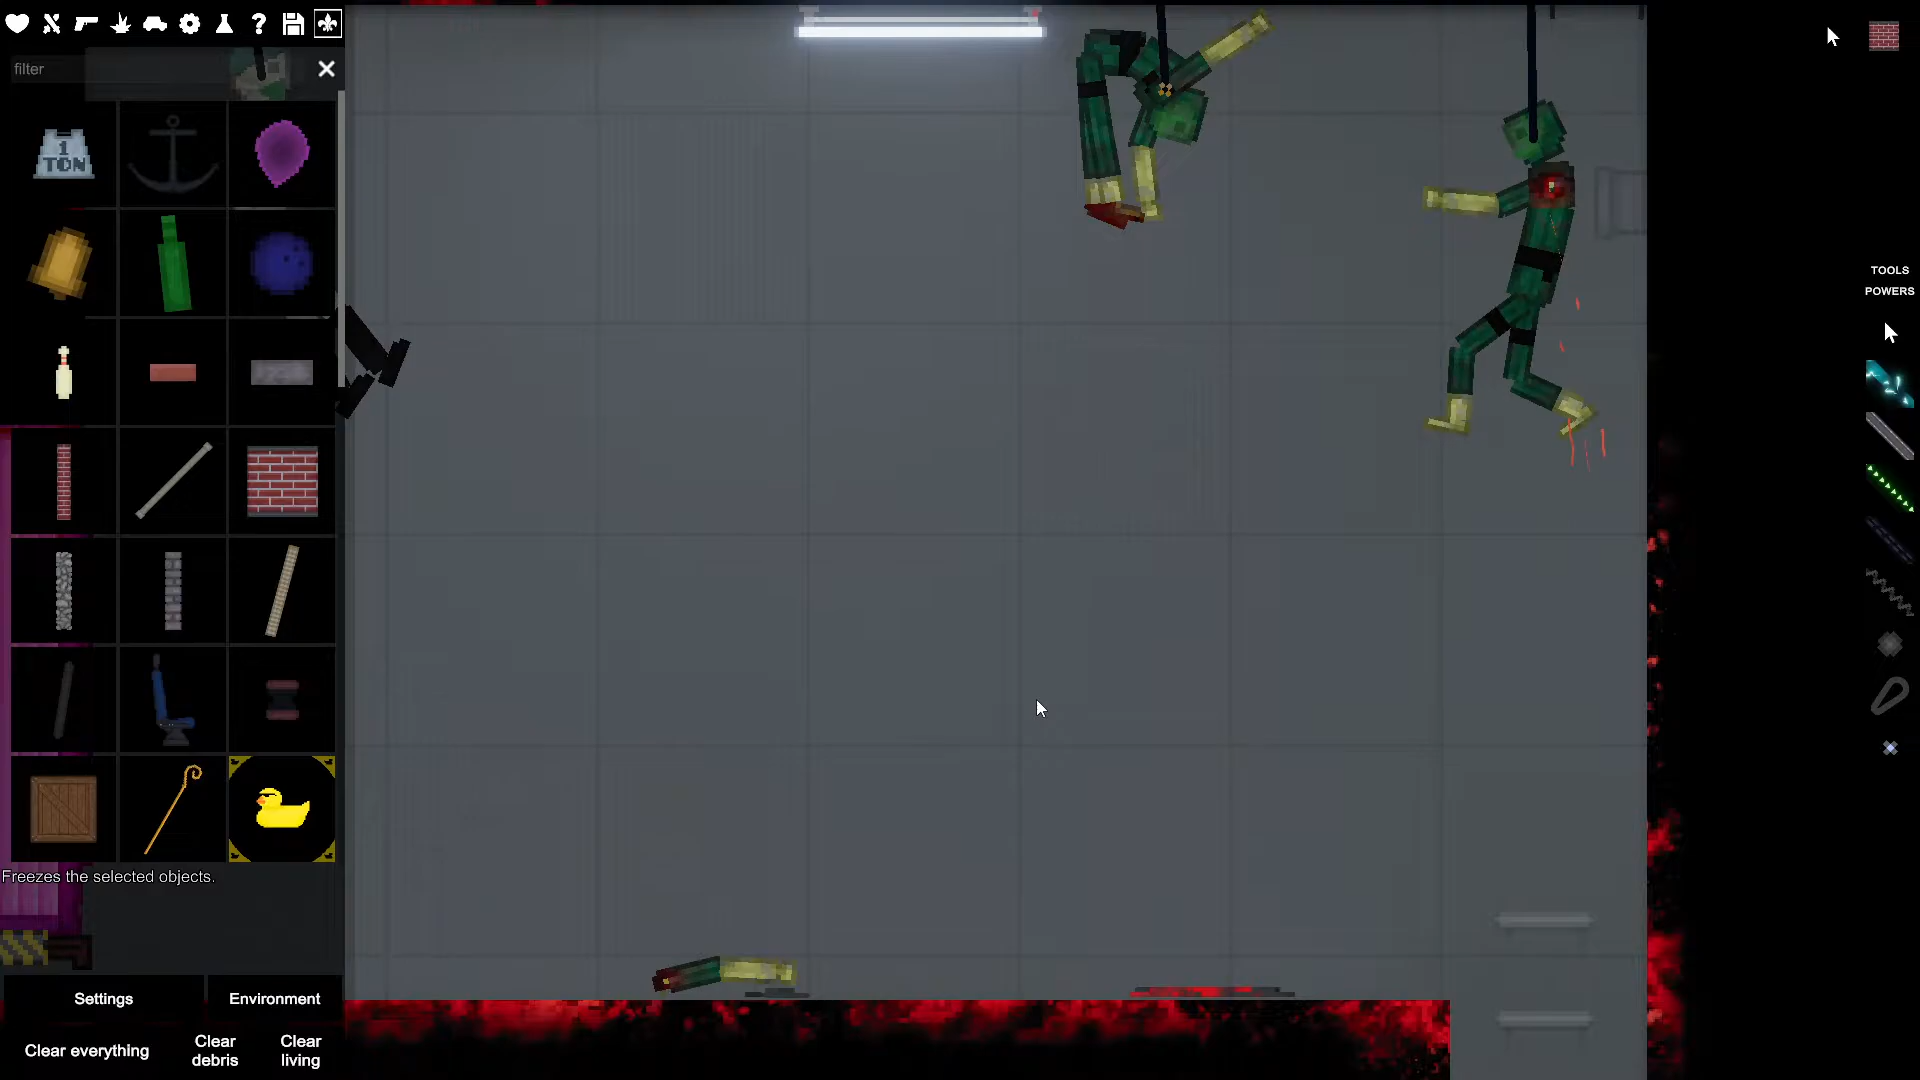 filter
1
TON
TOOLS
POWERS
Freezes the selected objects.
Settings
Environment
Clear everything
Clear
debris
Clear
living